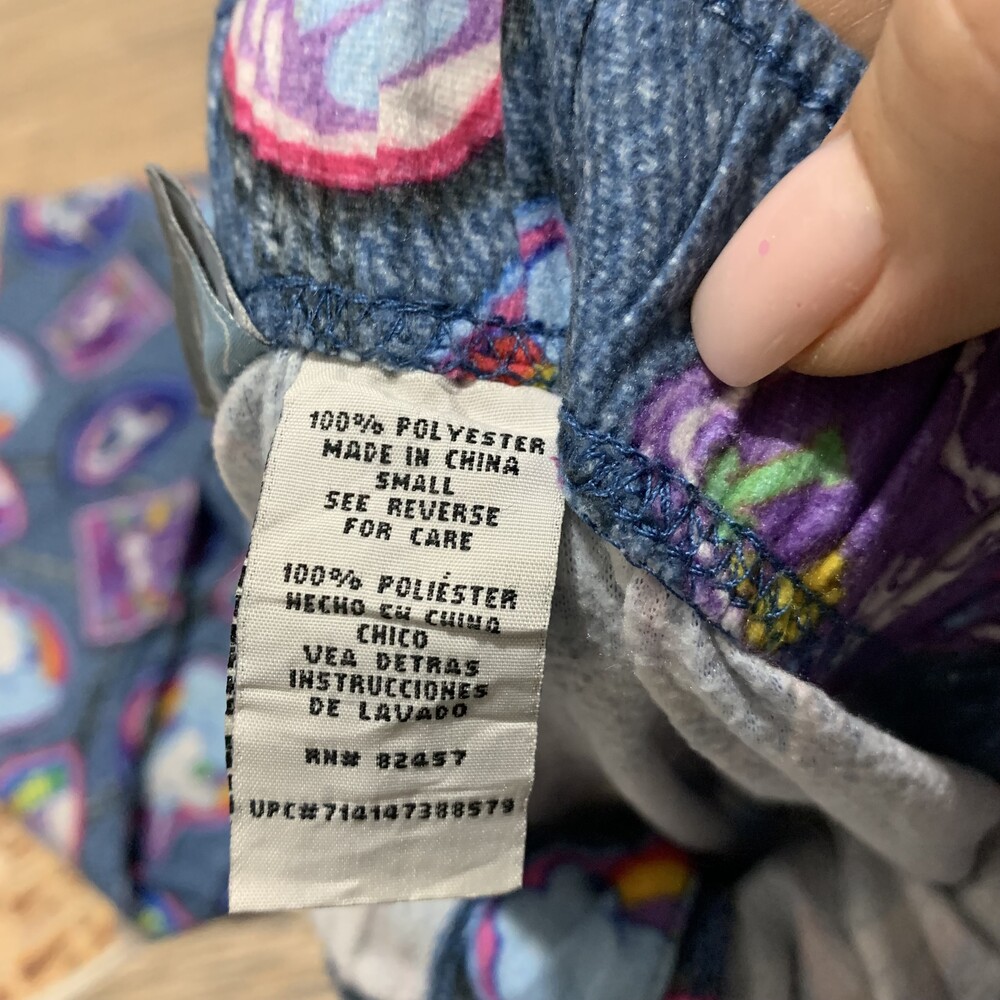 100% POLYESTER
MADE IN CHINA
SMALL
SEE REVERSE
FOR CARE
100% POLIÉSTER
HECHO EN CHINA
CHICO
VEA DETRAS
INSTRUCCIONES
DE LAVADO
RN# 82457
UPC#714147388579